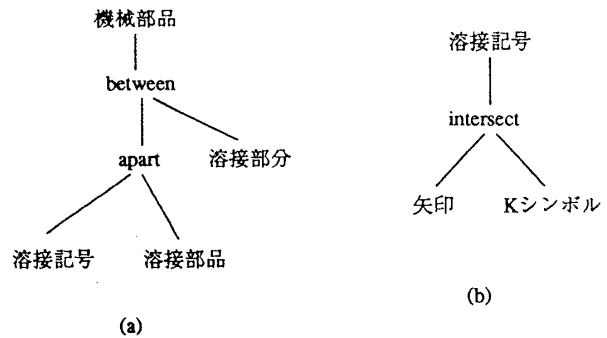 機械部品
between
apart
溶接部分
溶接記号
溶接部品
(a)
溶接記号
intersect
矢印
Kシンボル
(b)